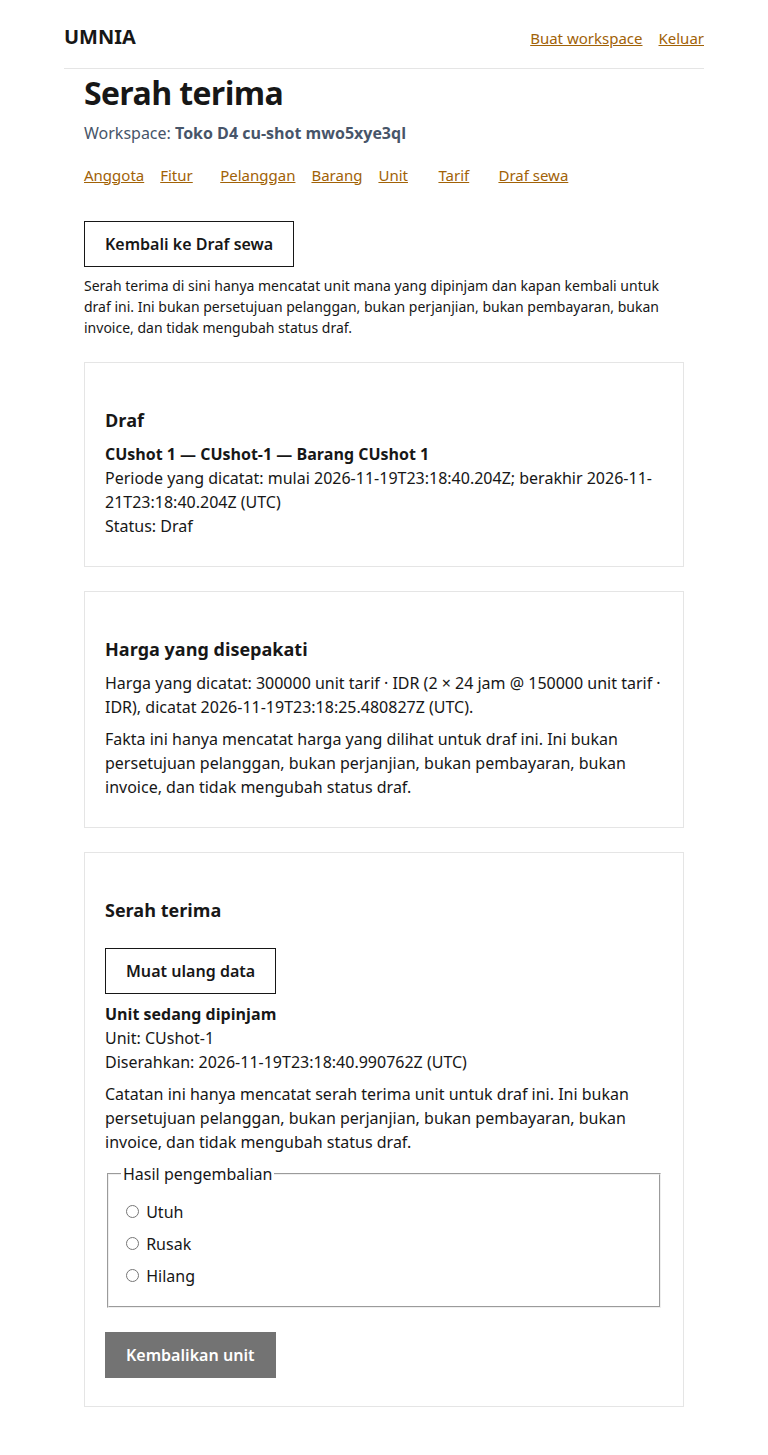 UMNIA
Buat workspace Keluar
Serah terima
Workspace: Toko D4 cu-shot mwo5xye3ql
Anggota Fitur Pelanggan Barang Unit Tarif Draf sewa
Kembali ke Draf sewa
Serah terima di sini hanya mencatat unit mana yang dipinjam dan kapan kembali untuk
draf ini. Ini bukan persetujuan pelanggan, bukan perjanjian, bukan pembayaran, bukan
invoice, dan tidak mengubah status draf.
Draf
CUshot 1 — CUshot-1 — Barang CUshot 1
Periode yang dicatat: mulai 2026-11-19T23:18:40.204Z; berakhir 2026-11-
21T23:18:40.204Z (UTC)
Status: Draf
Harga yang disepakati
Harga yang dicatat: 300000 unit tarif · IDR (2 × 24 jam @ 150000 unit tarif ·
IDR), dicatat 2026-11-19T23:18:25.480827Z (UTC).
Fakta ini hanya mencatat harga yang dilihat untuk draf ini. Ini bukan
persetujuan pelanggan, bukan perjanjian, bukan pembayaran, bukan
invoice, dan tidak mengubah status draf.
Serah terima
Muat ulang data
Unit sedang dipinjam
Unit: CUshot-1
Diserahkan: 2026-11-19T23:18:40.990762Z (UTC)
Catatan ini hanya mencatat serah terima unit untuk draf ini. Ini bukan
persetujuan pelanggan, bukan perjanjian, bukan pembayaran, bukan
invoice, dan tidak mengubah status draf.
Hasil pengembalian
Utuh
Rusak
Hilang
Kembalikan unit